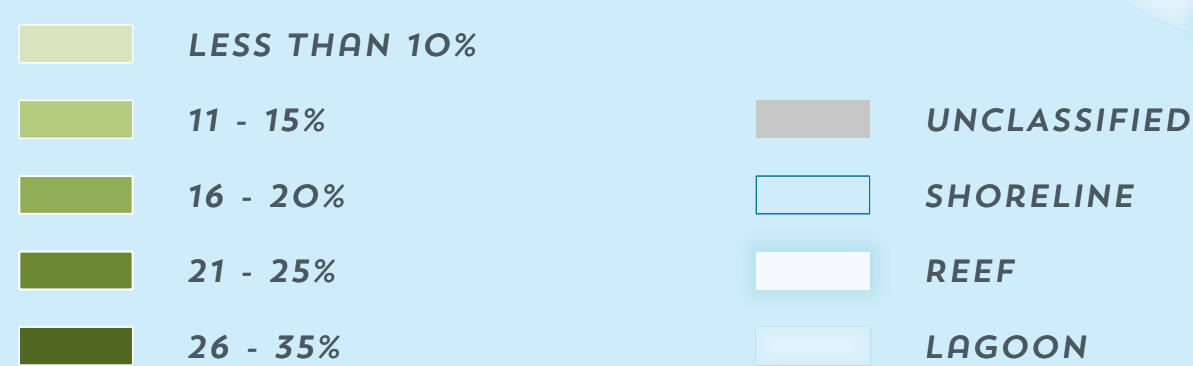 LESS THAN 10%
11 - 15%
16 - 20%
21 - 25%
26 - 35%
UNCLASSIFIED
SHORELINE
REEF
LAGOON